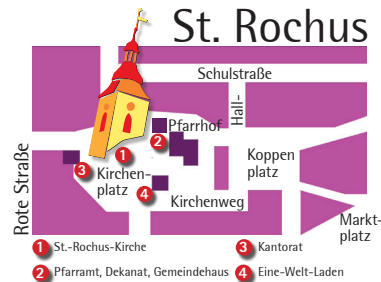 St. Rochus
Schulstraße
Hall-
Pfarrhof
2
1
3
Kirchen-
platz
4
Koppen
platz
Kirchenweg
Rote Straße
Markt-
platz
1 St.-Rochus-Kirche
3 Kantorat
2 Pfarramt, Dekanat, Gemeindehaus
4 Eine-Welt-Laden